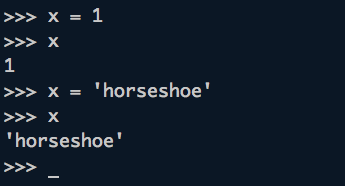 >>> x = 1
>>> x
1
>>> x = 'horseshoe'
>>> x
'horseshoe'
>>> _